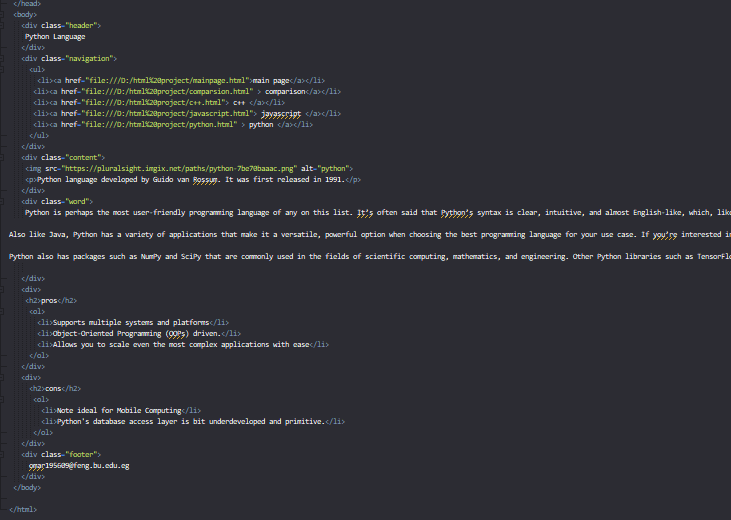 </head>
<body>
<div class="header">
Python Language
</div>
<div class="navigation">
<ul>
<li><a href="file:///D:/html%20project/mainpage.html">main page</a></li>
<li><a href="file:///D:/html%20project/comparsion.html" > comparison</a></li>
<li><a href="file:///D:/html%20project/c++.html"> c++ </a></li>
<li><a href="file:///D:/html%20project/javascript.html"> javascript </a></li>
<li><a href="file:///D:/html%20project/python.html" > python </a></li>
</ul>
</div>
<div class="content">
<img src="https://pluralsight.imgix.net/paths/python-7be70baaac.png" alt="python">
<p>Python language developed by Guido van Rossum. It was first released in 1991.</p>
</div>
<div class="word">
Python is perhaps the most user-friendly programming language of any on this list. It's often said that Python's syntax is clear, intuitive, and almost English-like, which, like
Also like Java, Python has a variety of applications that make it a versatile, powerful option when choosing the best programming language for your use case. If you're interested in
Python also has packages such as NumPy and SciPy that are commonly used in the fields of scientific computing, mathematics, and engineering. Other Python libraries such as TensorFlo
</div>
<div>
<h2>pros</h2>
<ol>
<li>Supports multiple systems and platforms</li>
<li>Object-Oriented Programming (OOPs) driven.</li>
<li>Allows you to scale even the most complex applications with ease</li>
</ol>
</div>
<div>
<h2>cons</h2>
<ol>
<li>Note ideal for Mobile Computing</li>
<li>Python's database access layer is bit underdeveloped and primitive.</li>
</ol>
</div>
<div class="footer">
omar195609@feng.bu.edu.eg
</div>
</body>
</html>